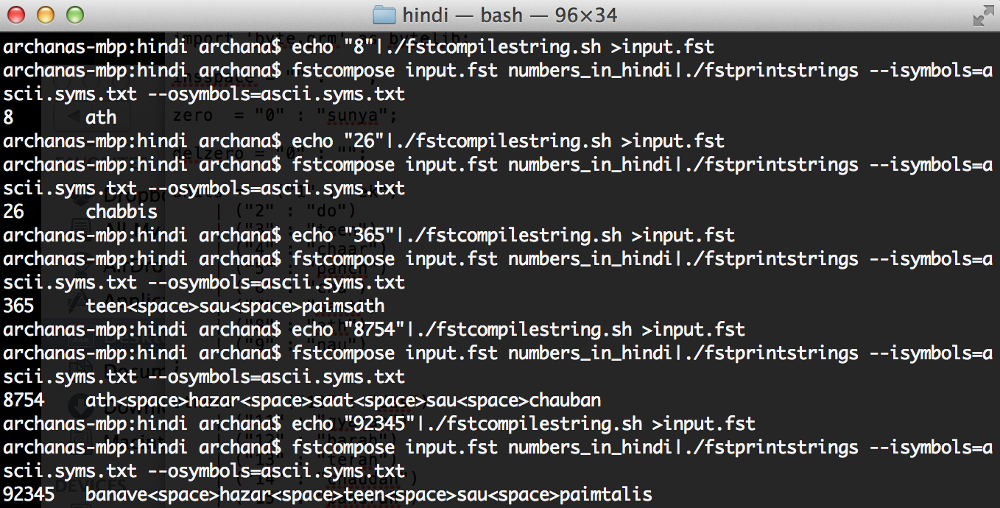 hindi — bash — 96×34
archanas-mbp:hindi archana$ echo "8"|./fstcompilestring.sh >input.fst
archanas-mbp:hindi archana$ fstcompose input.fst numbers_in_hindi|./fstprintstrings --isymbols=a
scii.syms.txt --osymbols=ascii.syms.txt
8 ath
archanas-mbp:hindi archana$ echo "26"|./fstcompilestring.sh >input.fst
archanas-mbp:hindi archana$ fstcompose input.fst numbers_in_hindi|./fstprintstrings --isymbols=a
scii.syms.txt --osymbols=ascii.syms.txt
26 chabbis
archanas-mbp:hindi archana$ echo "365"|./fstcompilestring.sh >input.fst
archanas-mbp:hindi archana$ fstcompose input.fst numbers_in_hindi|./fstprintstrings --isymbols=a
scii.syms.txt --osymbols=ascii.syms.txt
365 teen<space>sau<space>paimsath
archanas-mbp:hindi archana$ echo "8754"|./fstcompilestring.sh >input.fst
archanas-mbp:hindi archana$ fstcompose input.fst numbers_in_hindi|./fstprintstrings --isymbols=a
scii.syms.txt --osymbols=ascii.syms.txt
8754 ath<space>hazar<space>saat<space>sau<space>chauban
archanas-mbp:hindi archana$ echo "92345"|./fstcompilestring.sh >input.fst
archanas-mbp:hindi archana$ fstcompose input.fst numbers_in_hindi|./fstprintstrings --isymbols=a
scii.syms.txt --osymbols=ascii.syms.txt
92345 banave<space>hazar<space>teen<space>sau<space>paimtalis